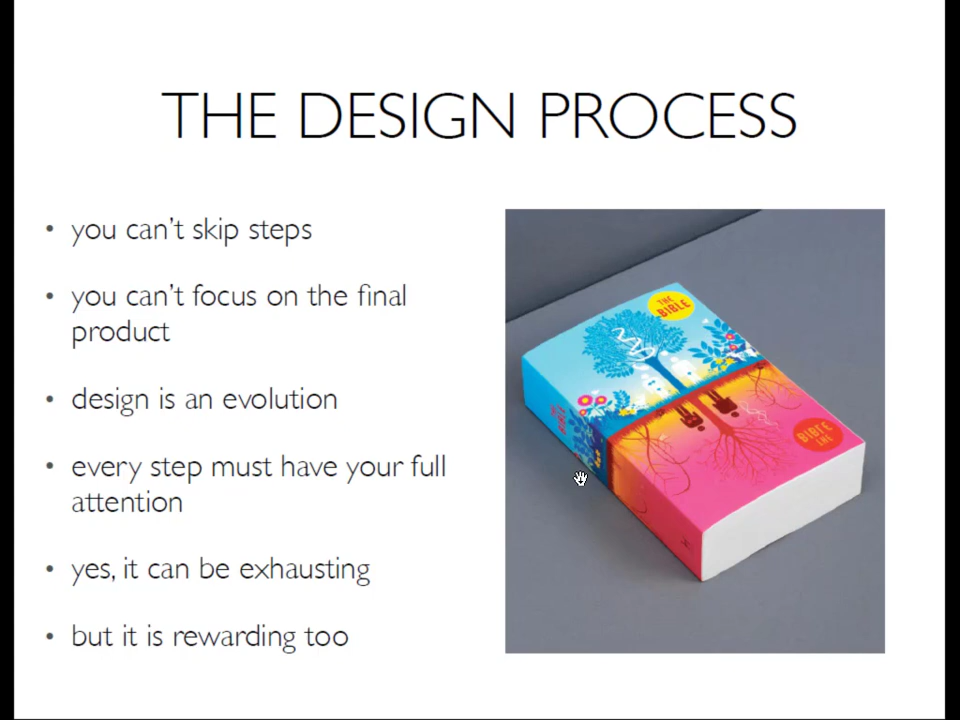 THE DESIGN PROCESS
• you can't skip steps
• you can't focus on the final
product
• design is an evolution
• every step must have your full
attention
• yes, it can be exhausting
• but it is rewarding too
THE
BIBLE
BIBLE